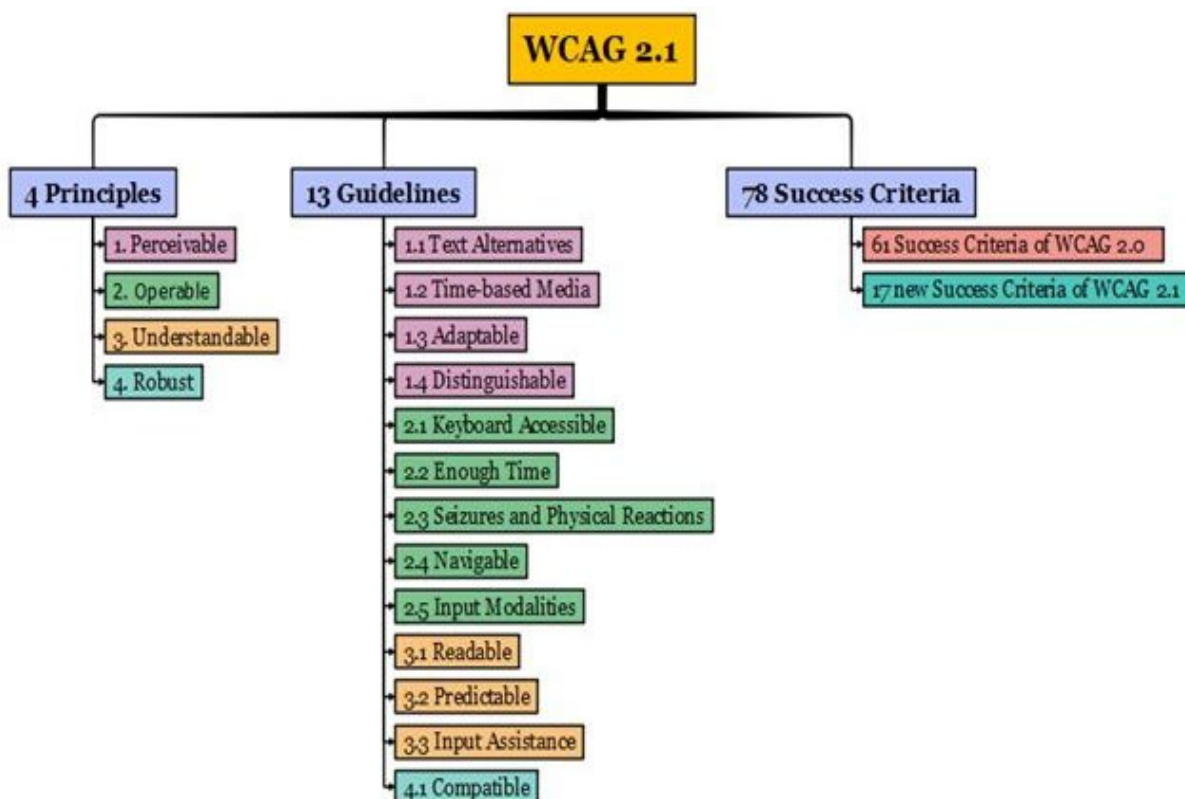 WCAG 2.1
4 Principles
1. Perceivable
2. Operable
3. Understandable
4. Robust
13 Guidelines
1.1 Text Alternatives
1.2 Time-based Media
1.3 Adaptable
1.4 Distinguishable
2.1 Keyboard Accessible
2.2 Enough Time
2.3 Seizures and Physical Reactions
2.4 Navigable
2.5 Input Modalities
3.1 Readable
3.2 Predictable
3.3 Input Assistance
4.1 Compatible
78 Success Criteria
61 Success Criteria of WCAG 2.0
17 new Success Criteria of WCAG 2.1